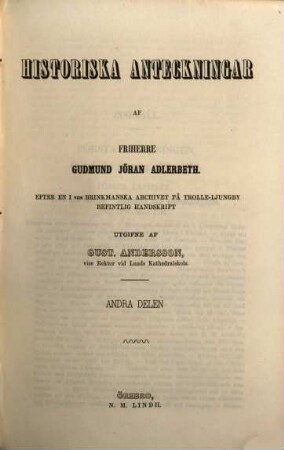 HISTORISKA ANTECKNINGAR
AF
FRIHERRE
GUDMUND JÖRAN ADLERBETH.
EFTER EN I VON BRINKMANSKA ARCHIVET PÅ TROLLE-LJUNGBY
BEFINTLIG HANDSKRIFT
UTGIFNE AF
GUST. ANDERSSON,
vice Rektor vid Lunds Kathedralskola.
ANDRA DELEN
ÖREBRO,
N. M. LINDH.